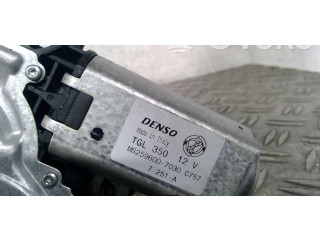 DENSO
Made in Italy
TGL 350 12 V
MS259600-7030 C757
7-251-A